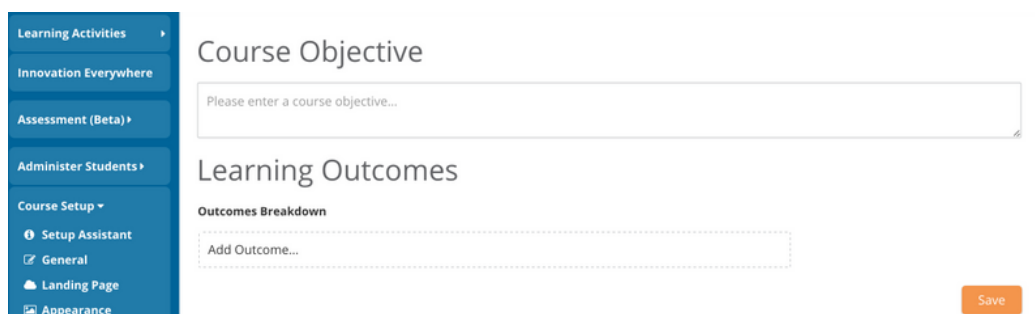 Learning Activities
Innovation Everywhere
Assessment (Beta)
Administer Students
Course Setup
Setup Assistant
General
Landing Page
Appearance
Course Objective
Please enter a course objective...
Learning Outcomes
Outcomes Breakdown
Add Outcome...
Save